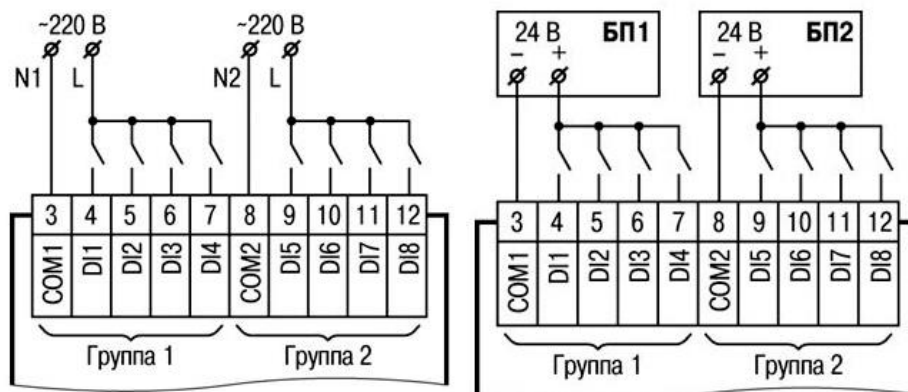 ~220 В ~220 В
N1 L N2 L
3 4 5 6 7 8 9 10 11 12
COM1 DI1 DI2 DI3 DI4 COM2 DI5 DI6 DI7 DI8
Группа 1 Группа 2
24 В БП1 24 В БП2
– + – +
3 4 5 6 7 8 9 10 11 12
COM1 DI1 DI2 DI3 DI4 COM2 DI5 DI6 DI7 DI8
Группа 1 Группа 2